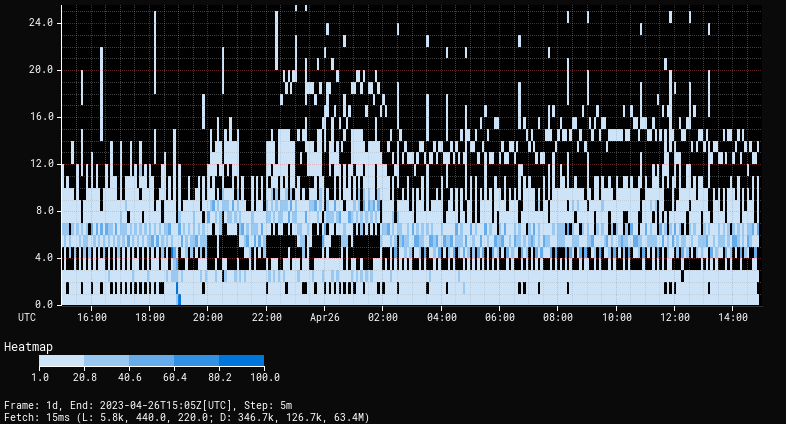 24.0
20.0
16.0
12.0
8.0
4.0
0.0
UTC 16:00 18:00 20:00 22:00 Apr26 02:00 04:00 06:00 08:00 10:00 12:00 14:00
Heatmap
1.0 20.8 40.6 60.4 80.2 100.0
Frame: 1d, End: 2023-04-26T15:05Z[UTC], Step: 5m
Fetch: 15ms (L: 5.8k, 440.0, 220.0; D: 346.7k, 126.7k, 63.4M)